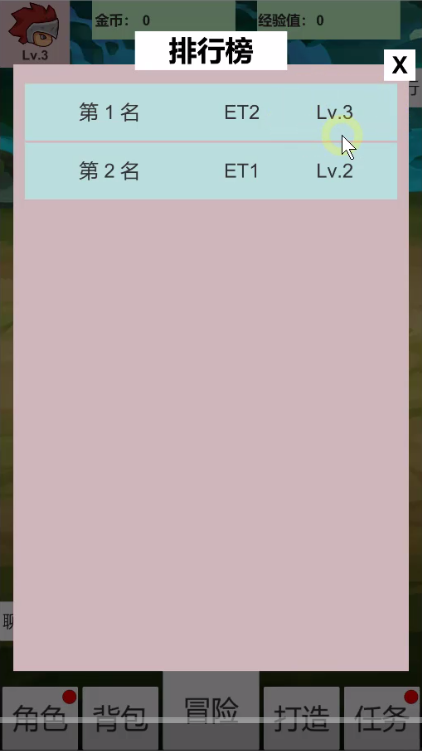 金币： 0
经验值： 0
Lv.3
排行榜
X
行
第 1 名 ET2 Lv.3
第 2 名 ET1 Lv.2
角色 背包 冒险 打造 任务